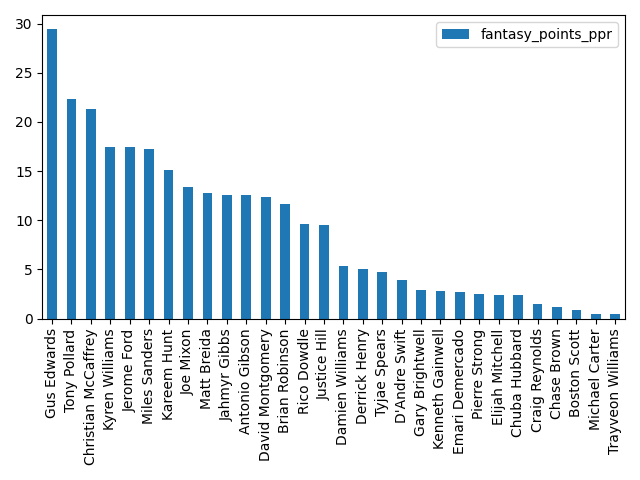 fantasy_points_ppr
30
25
20
15
10
5
0
Gus Edwards
Tony Pollard
Christian McCaffrey
Kyren Williams
Jerome Ford
Miles Sanders
Kareem Hunt
Joe Mixon
Matt Breida
Jahmyr Gibbs
Antonio Gibson
David Montgomery
Brian Robinson
Rico Dowdle
Justice Hill
Damien Williams
Derrick Henry
Tyjae Spears
D'Andre Swift
Gary Brightwell
Kenneth Gainwell
Emari Demercado
Pierre Strong
Elijah Mitchell
Chuba Hubbard
Craig Reynolds
Chase Brown
Boston Scott
Michael Carter
Trayveon Williams